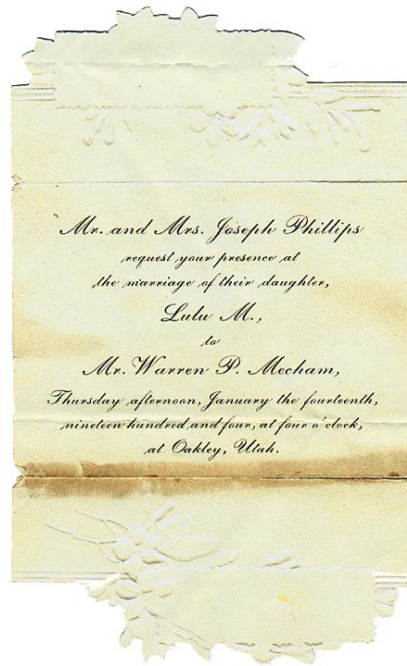 Mr. and Mrs. Joseph Phillips
request your presence at
the marriage of their daughter,
Lulu M.,
to
Mr. Warren P. Mecham,
Thursday afternoon, January the fourteenth,
nineteen hundred and four, at four o'clock,
at Oakley, Utah.